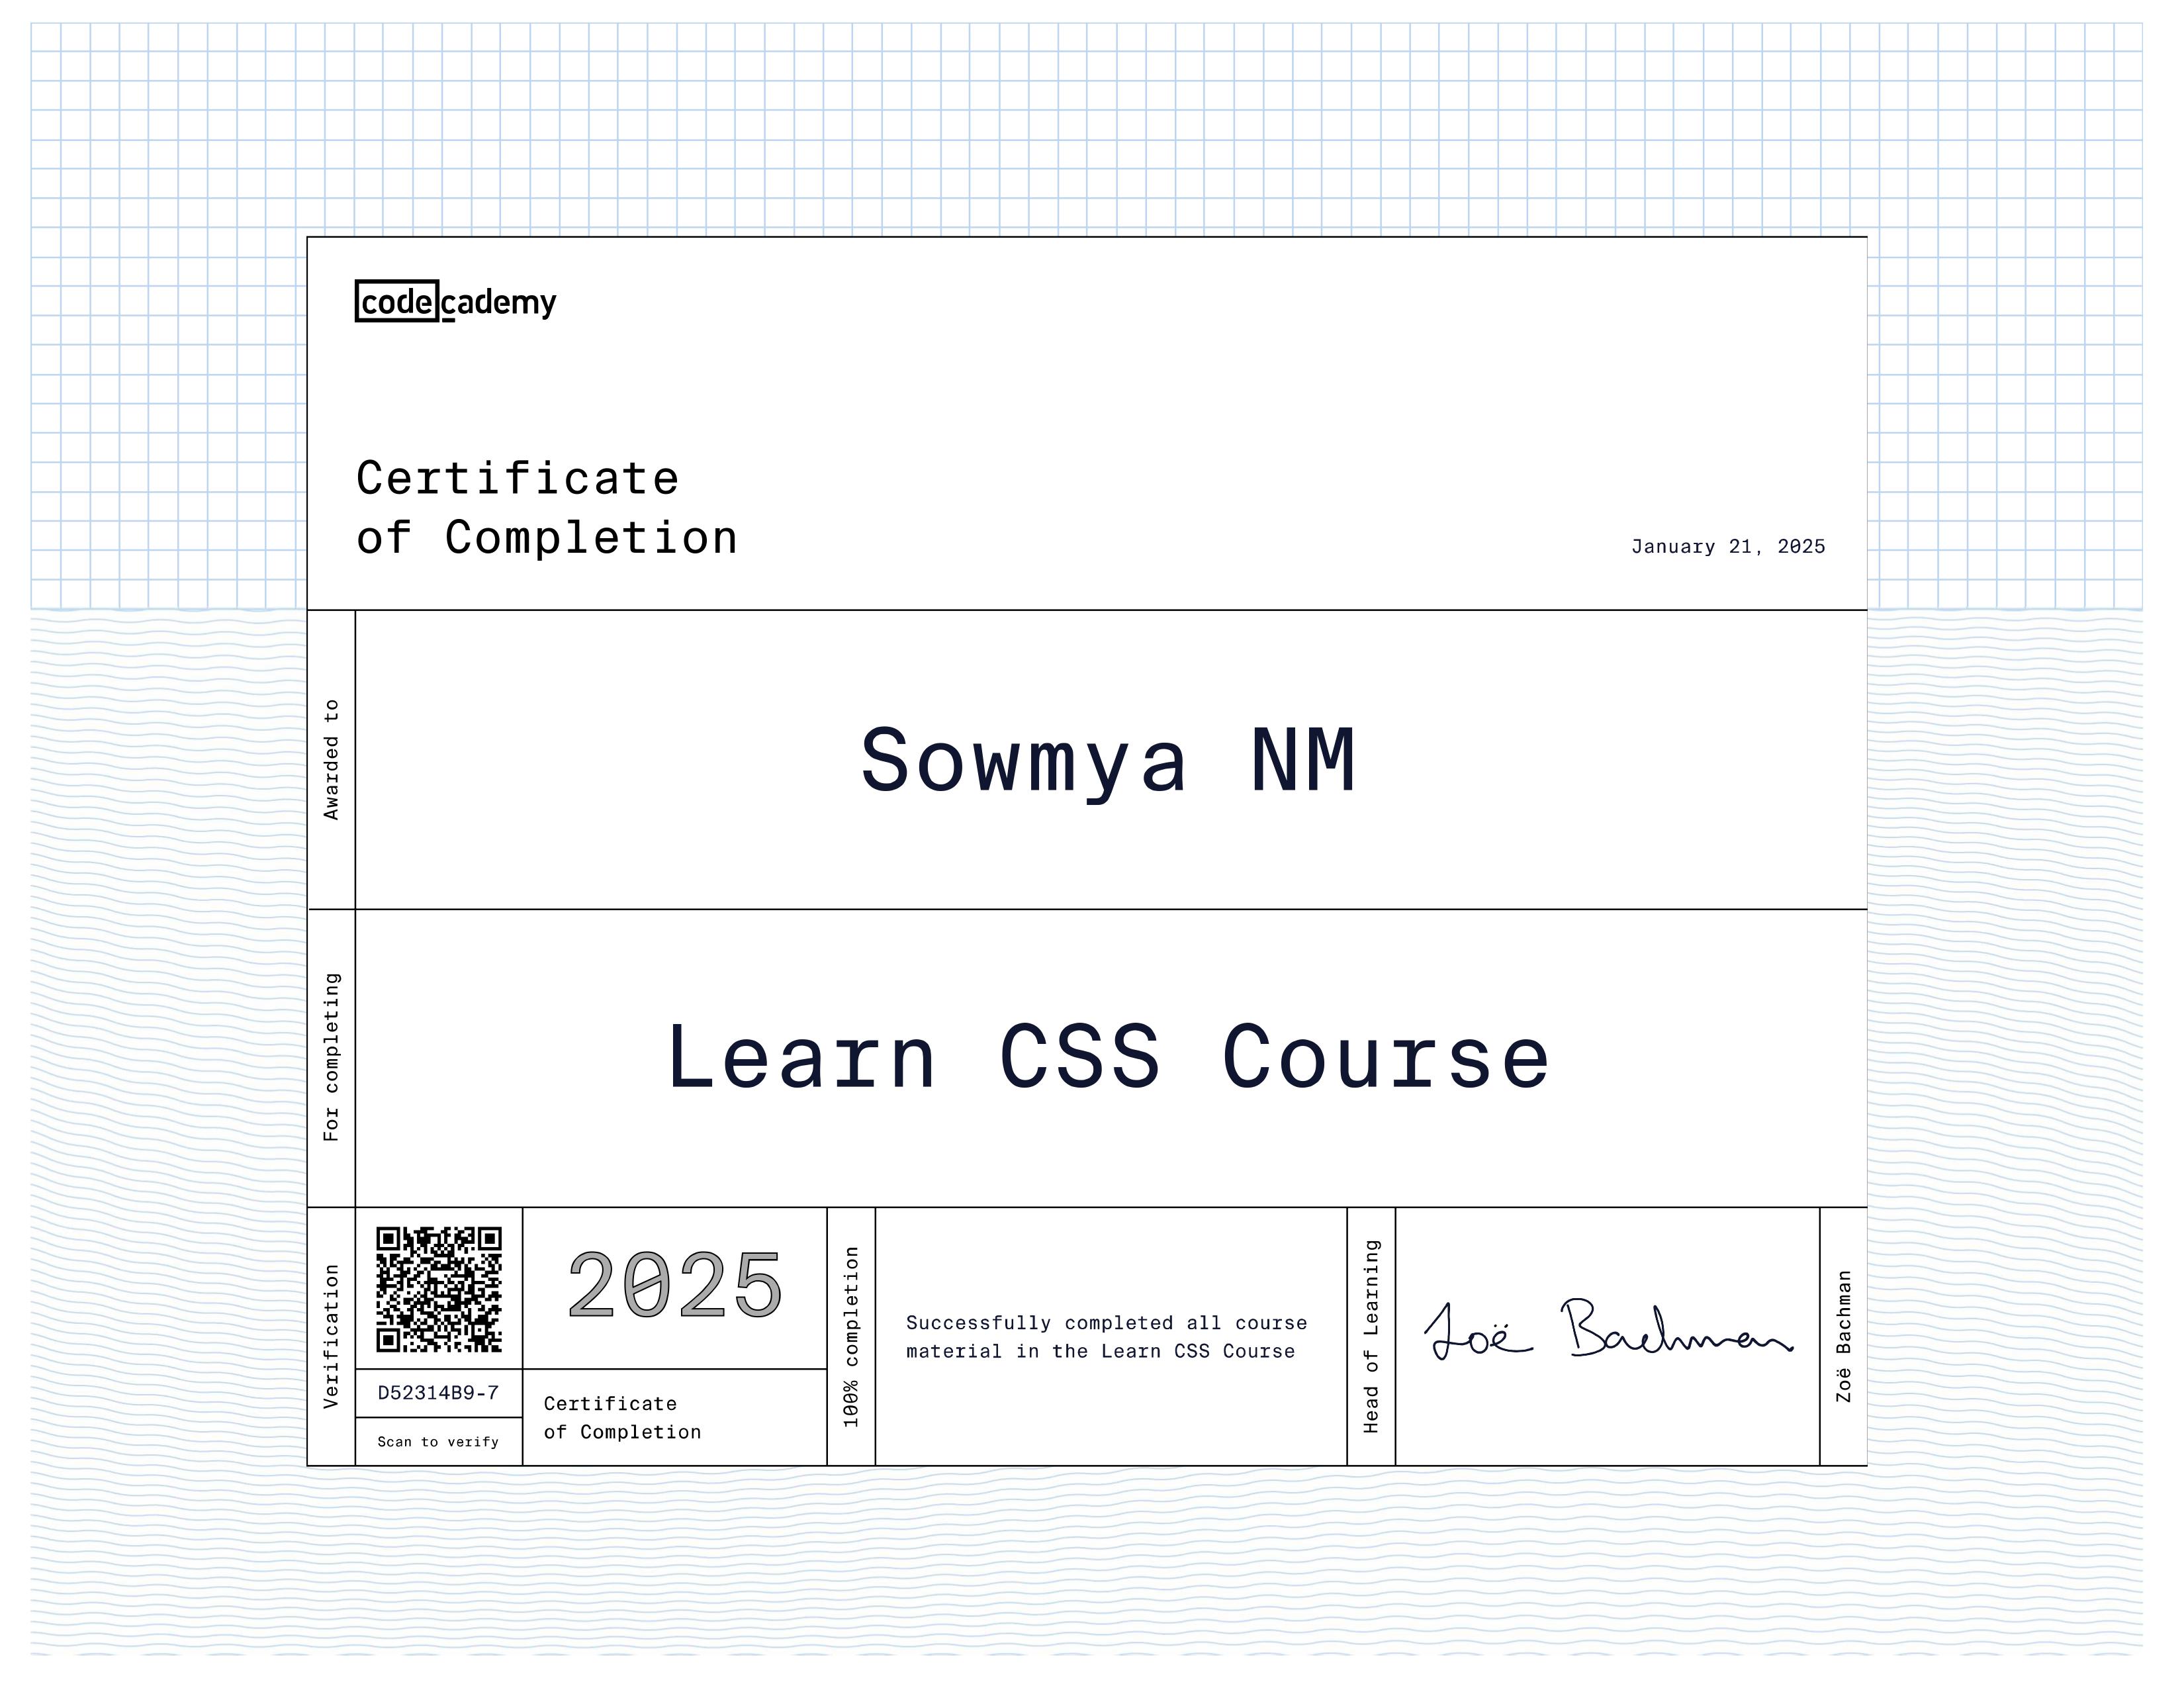 codecademy
Certificate
of Completion
January 21, 2025
Awarded to
Sowmya NM
For completing
Learn CSS Course
Verification
D52314B9-7
Scan to verify
2025
Certificate
of Completion
100% completion
Successfully completed all course
material in the Learn CSS Course
Head of Learning
Zoë Bachman
Zoë Bachman